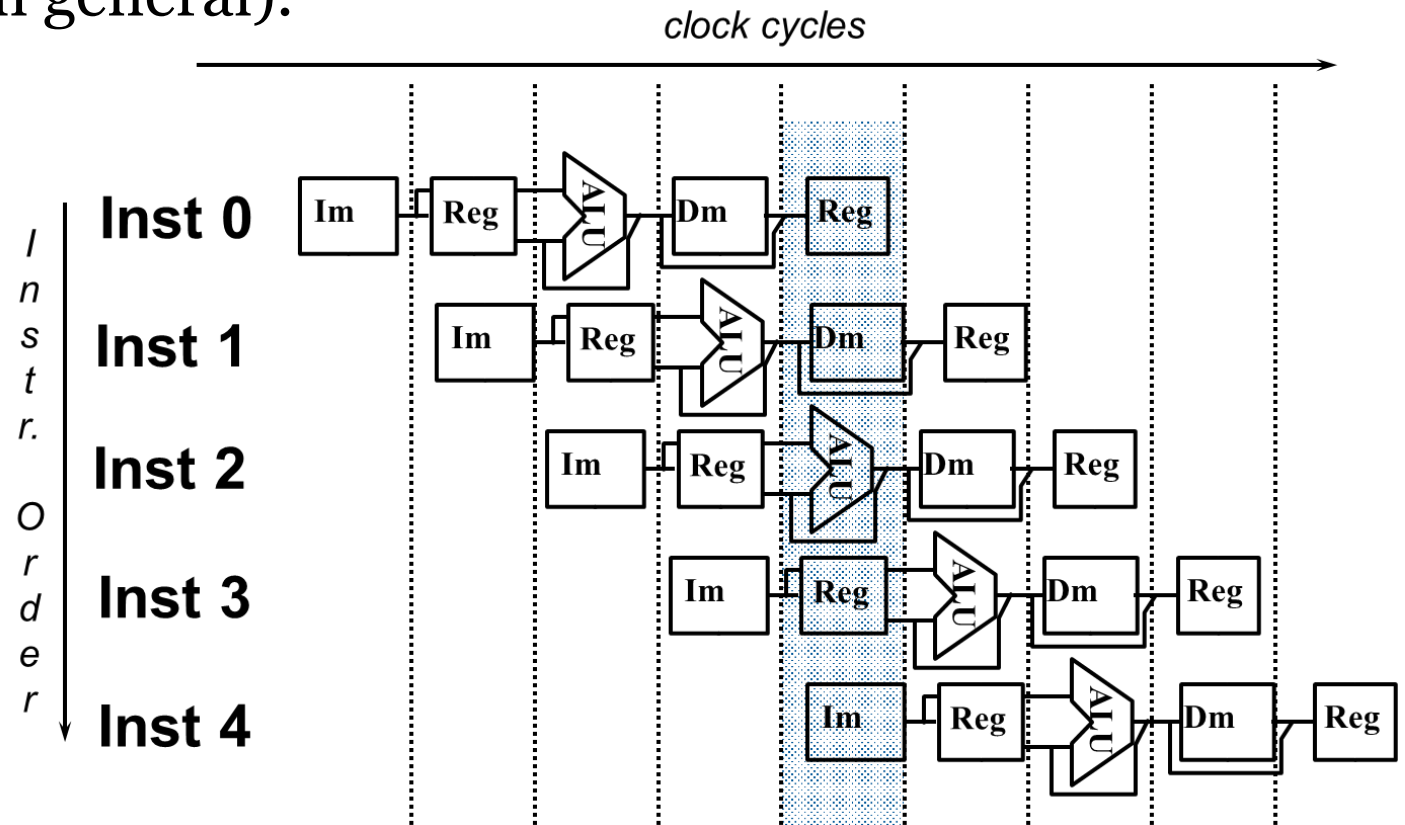 n general).
clock cycles
Instr. Order
Inst 0 Im Reg ALU Dm Reg
Inst 1 Im Reg ALU Dm Reg
Inst 2 Im Reg ALU Dm Reg
Inst 3 Im Reg ALU Dm Reg
Inst 4 Im Reg ALU Dm Reg